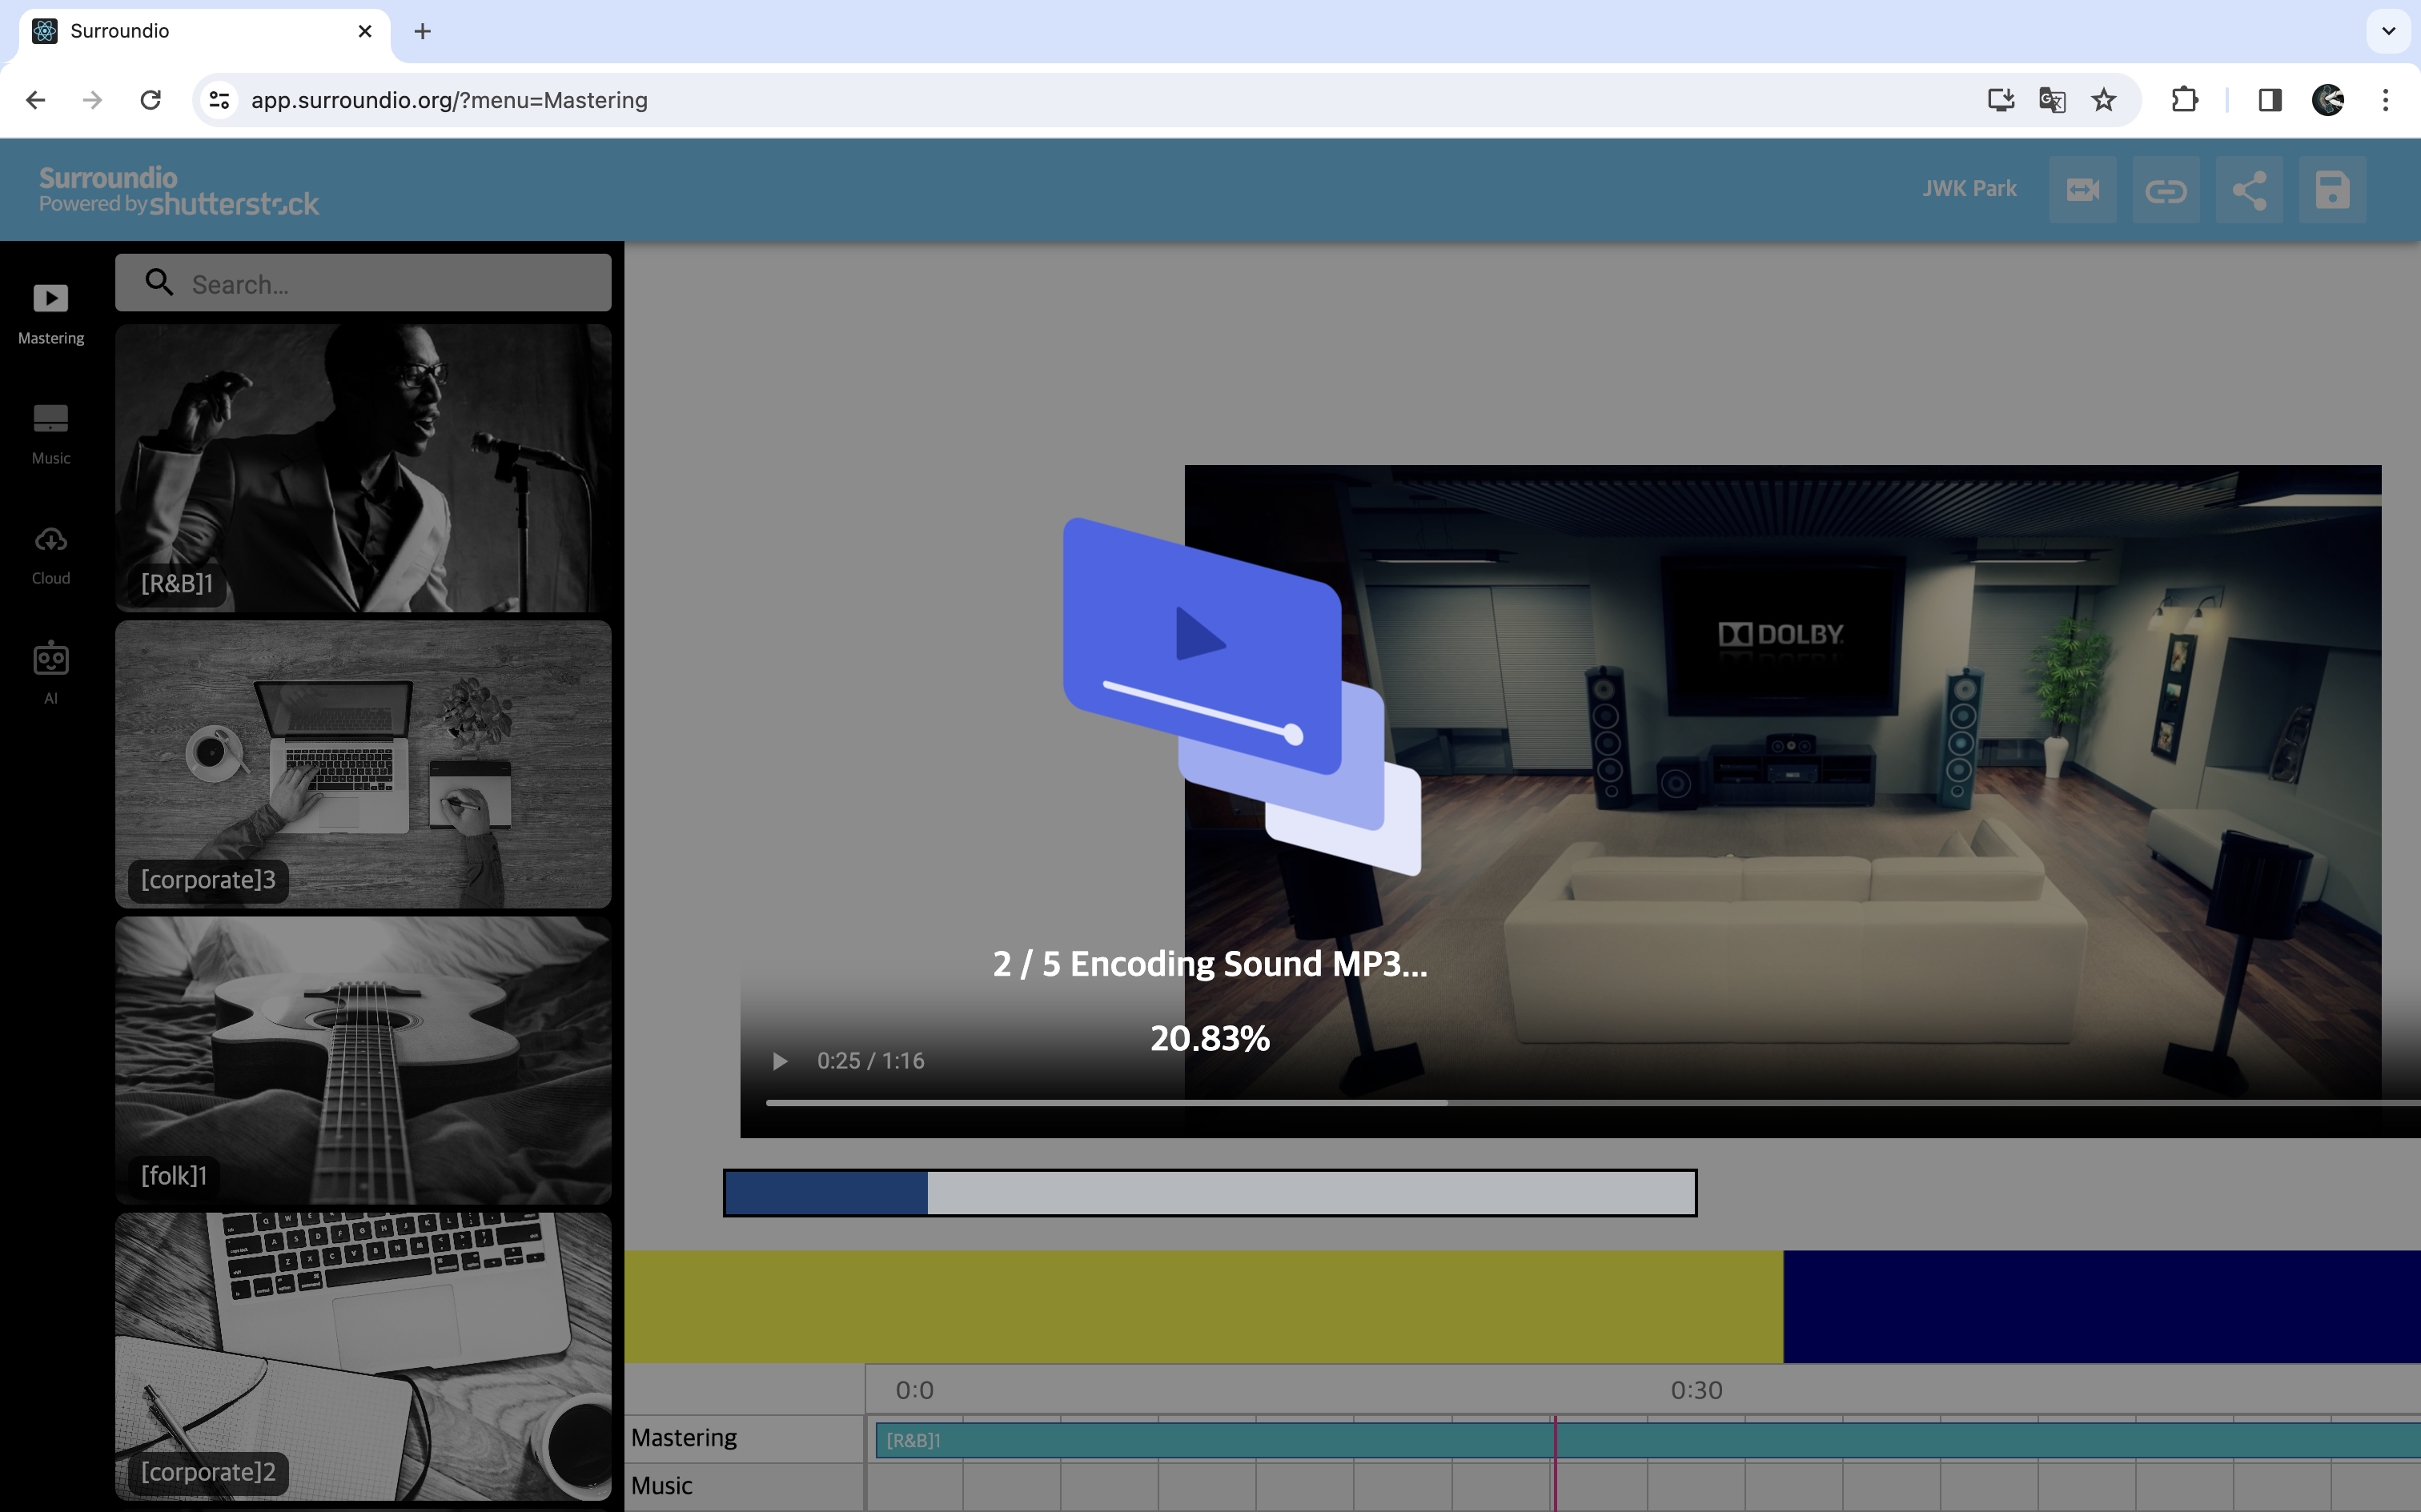 Surroundio
app.surroundio.org/?menu=Mastering
Surroundio
Powered by shutterstock
JWK Park
Mastering
Music
Cloud
AI
Search...
[R&B]1
[corporate]3
[folk]1
[corporate]2
DOLBY
2 / 5 Encoding Sound MP3...
20.83%
0:25 / 1:16
0:0
0:30
Mastering
[R&B]1
Music